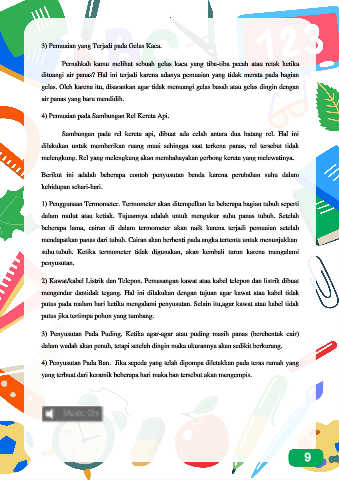 3) Pemuaian yang Terjadi pada Gelas Kaca.
Pernahkah kamu melihat sebuah gelas kaca yang tiba-tiba pecah atau retak ketika
dituangi air panas? Hal ini terjadi karena adanya pemuaian yang tidak merata pada bagian
gelas. Oleh karena itu, disarankan agar tidak menuangi gelas basah atau gelas dingin dengan
air panas yang baru mendidih.
4) Pemuaian pada Sambungan Rel Kereta Api.
Sambungan pada rel kereta api, dibuat ada celah antara dua batang rel. Hal ini
dilakukan untuk memberikan ruang muai sehingga saat terkena panas, rel tersebut tidak
melengkung. Rel yang melengkung akan membahayakan gerbong kereta yang melewatinya.
Berikut ini adalah beberapa contoh penyusutan benda karena perubahan suhu dalam
kehidupan sehari-hari.
1) Penggunaan Termometer. Termometer akan ditempelkan ke beberapa bagian tubuh seperti
dalam mulut atau ketiak. Tujuannya adalah untuk mengukur suhu panas tubuh. Setelah
beberapa lama, cairan di dalam termometer akan naik karena terjadi pemuaian setelah
mendapatkan panas dari tubuh. Cairan akan berhenti pada angka tertentu untuk menunjukkan
suhu tubuh. Ketika termometer tidak digunakan, akan kembali turun karena mengalami
penyusutan.
2) Kawat/kabel Listrik dan Telepon. Pemasangan kawat atau kabel telepon dan listrik dibuat
mengendur dan tidak tegang. Hal ini dilakukan dengan tujuan agar kawat atau kabel tidak
putus pada malam hari ketika mengalami penyusutan. Selain itu,agar kawat atau kabel tidak
putus jika tertimpa pohon yang tumbang.
3) Penyusutan Pada Puding. Ketika agar-agar atau puding masih panas (berbentuk cair)
dalam wadah akan penuh, tetapi setelah dingin maka ukurannya akan sedikit berkurang.
4) Penyusutan Pada Ban. Jika sepeda yang telah dipompa diletakkan pada teras rumah yang
yang terbuat dari keramik beberapa hari maka ban tersebut akan mengempis.
Music On
9